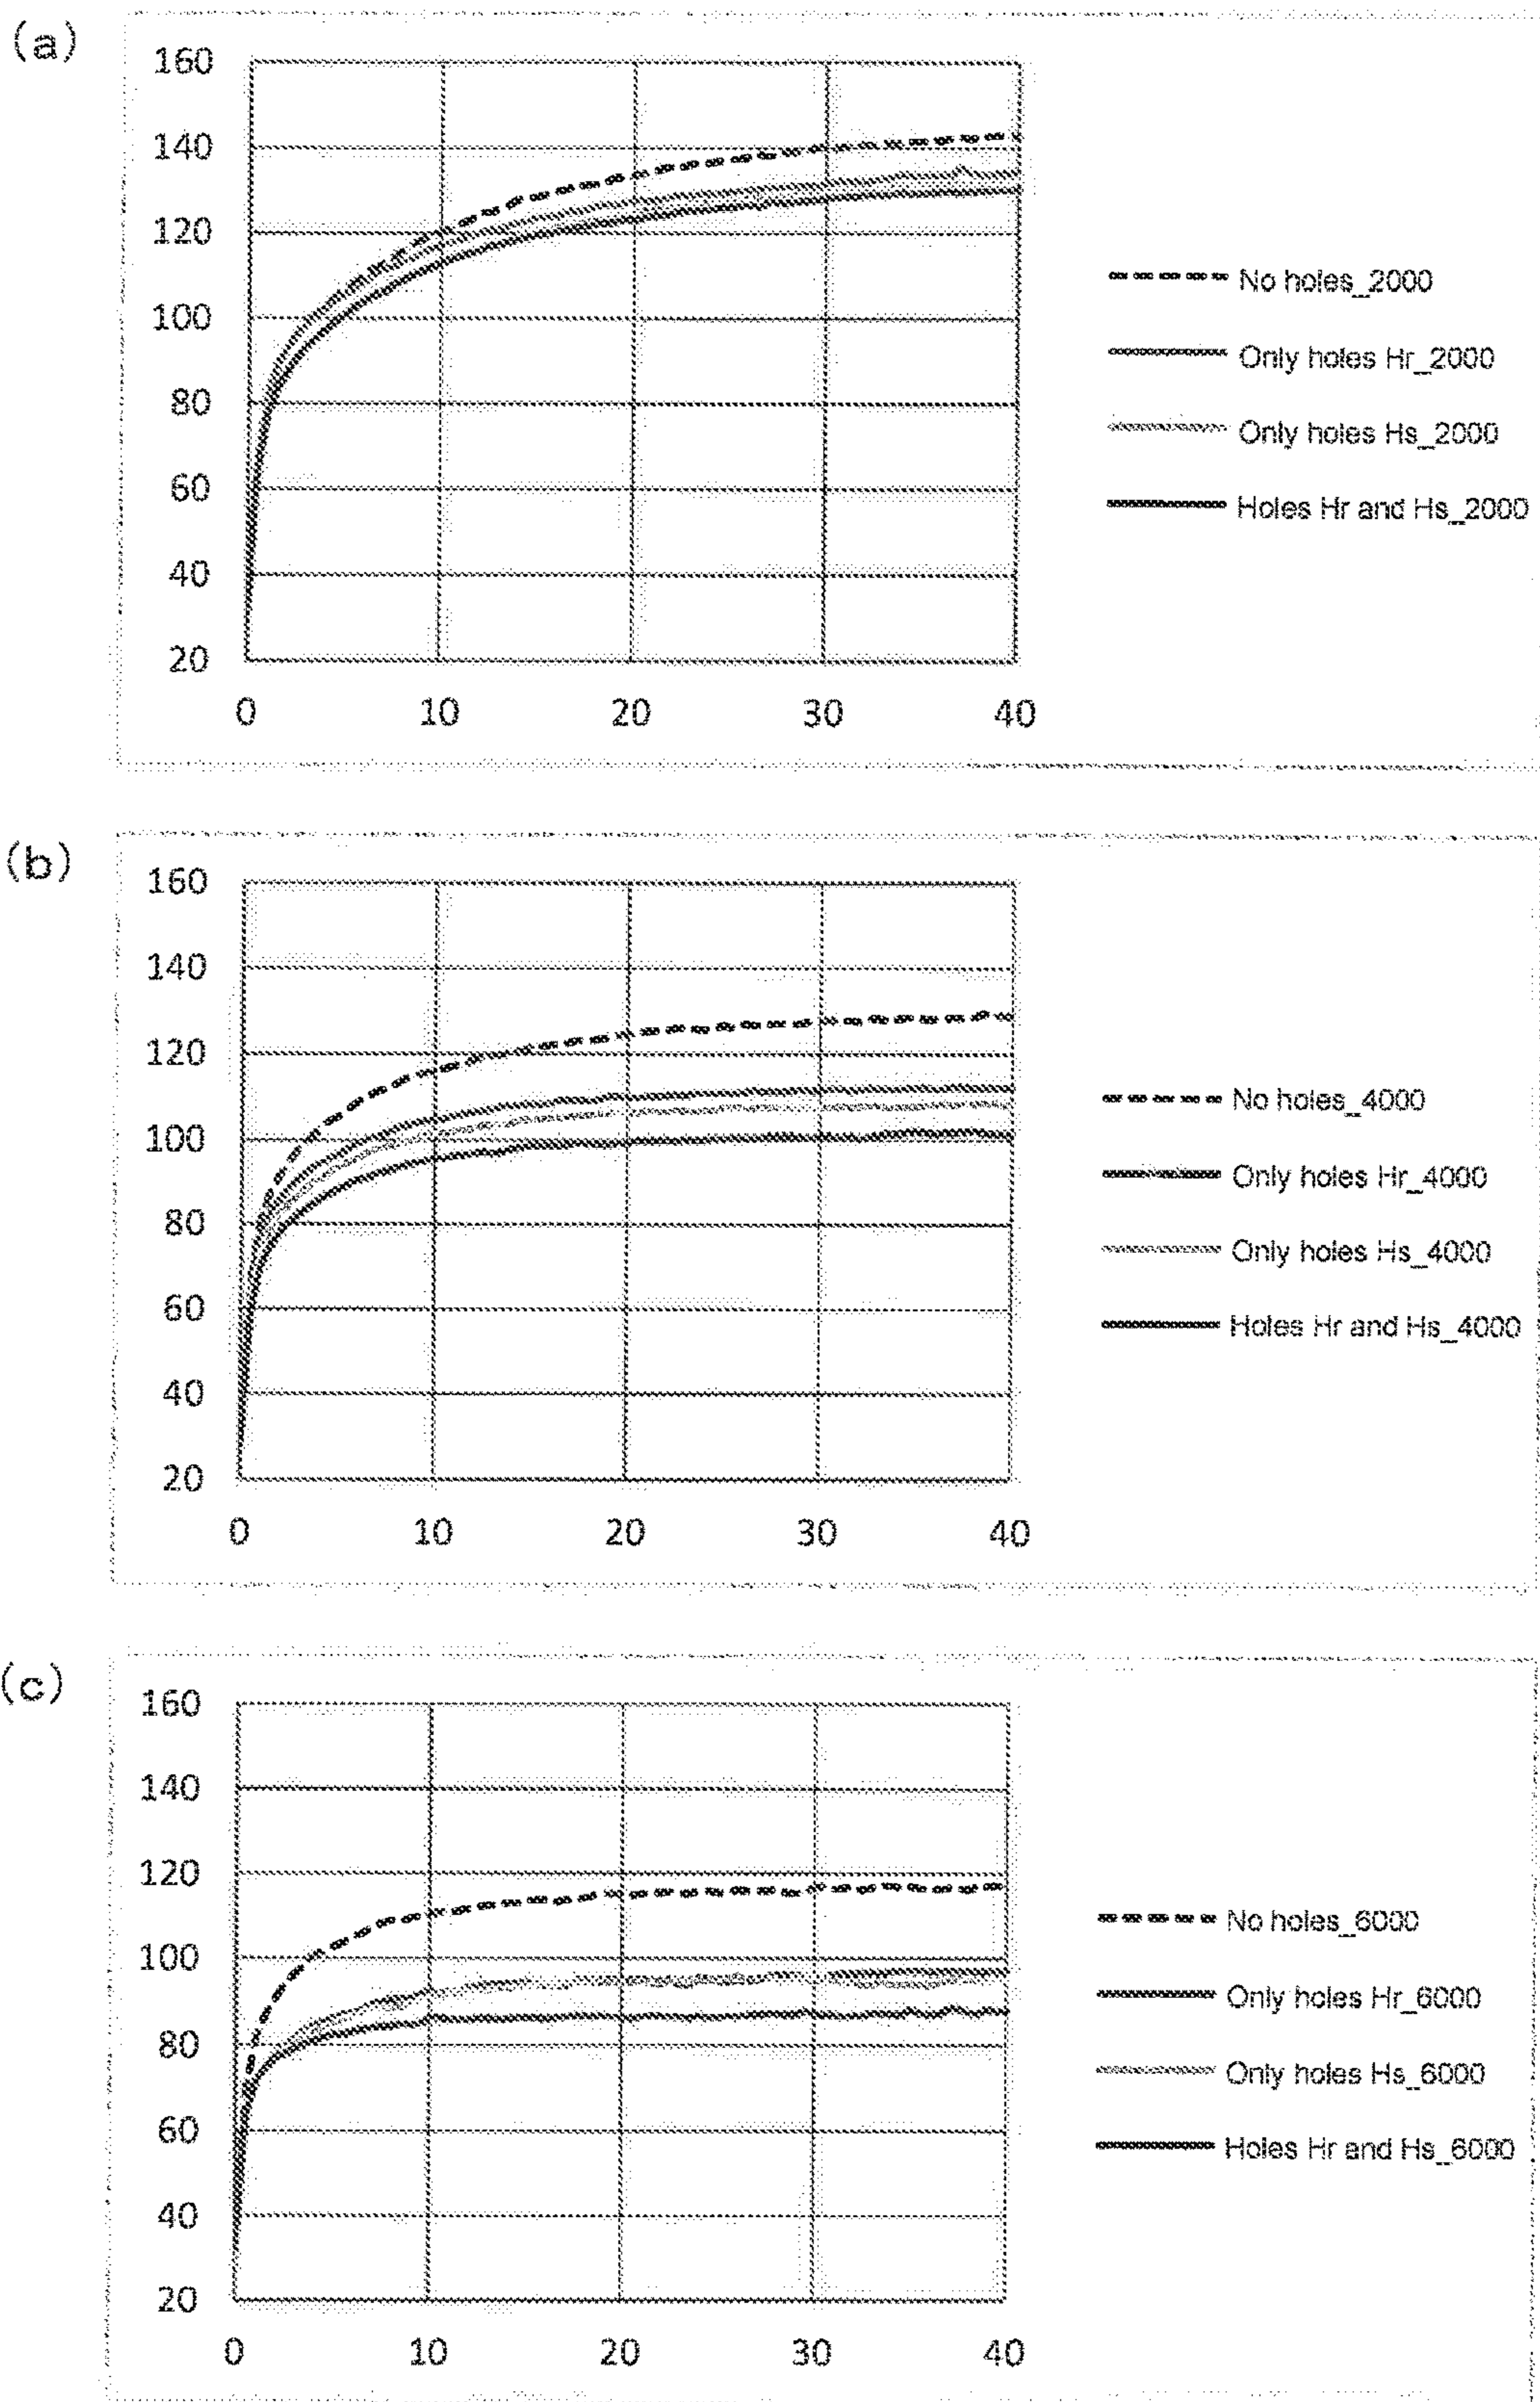 (a)
160
140
120
100
80
60
40
20
0 10 20 30 40
No holes_2000
Only holes Hr_2000
Only holes Hs_2000
Holes Hr and Hs_2000
(b)
160
140
120
100
80
60
40
20
0 10 20 30 40
No holes_4000
Only holes Hr_4000
Only holes Hs_4000
Holes Hr and Hs_4000
(c)
160
140
120
100
80
60
40
20
0 10 20 30 40
No holes_6000
Only holes Hr_6000
Only holes Hs_6000
Holes Hr and Hs_6000